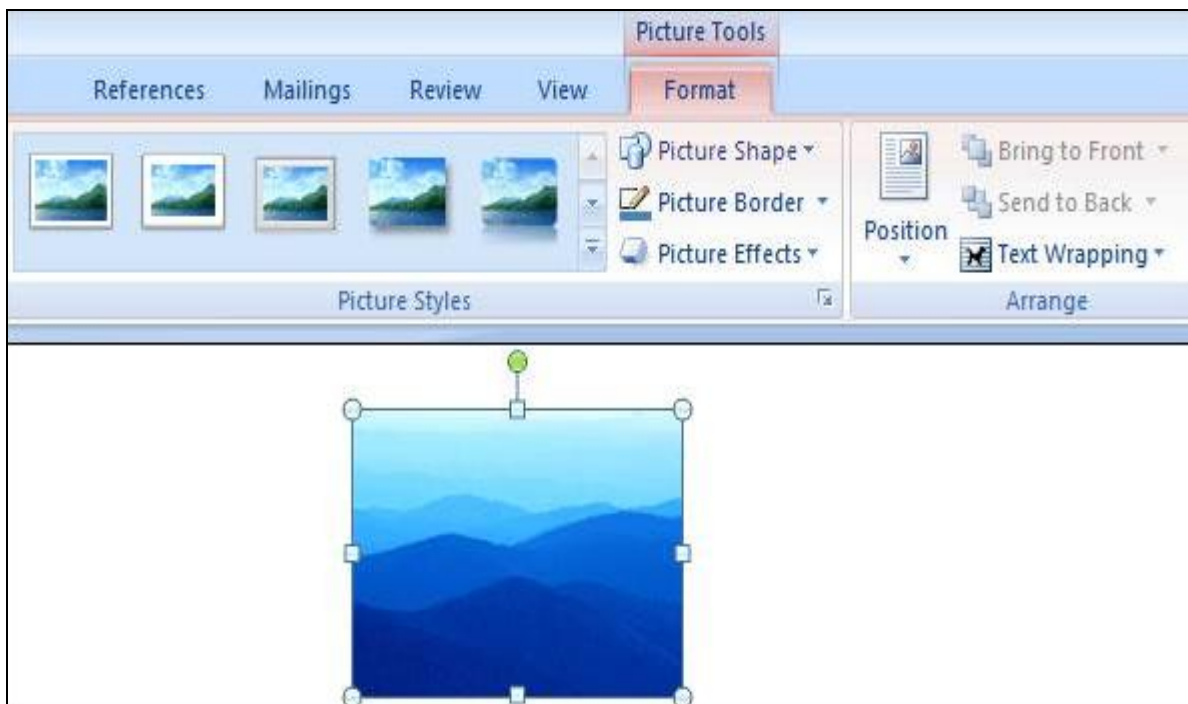 Picture Tools
References Mailings Review View Format
Picture Shape
Picture Border
Picture Effects
Position
Bring to Front
Send to Back
Text Wrapping
Picture Styles
Arrange